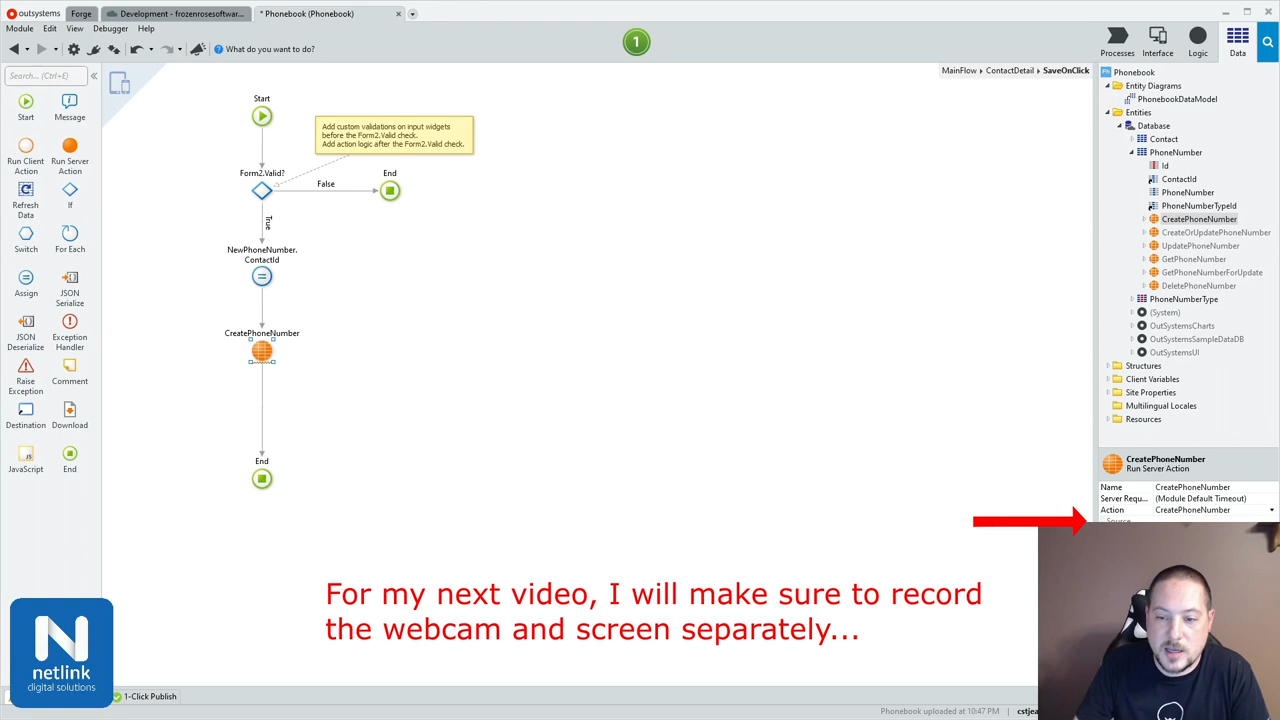 outsystems
Forge
Development - frozenrosesoftwar...
* Phonebook (Phonebook)
Module
Edit
View
Debugger
Help
What do you want to do?
1
Processes
Interface
Logic
Data
Search... (Ctrl+E)
MainFlow
ContactDetail
SaveOnClick
Start
Message
Run Client
Action
Run Server
Action
Refresh
Data
If
Switch
For Each
Assign
JSON
Serialize
JSON
Deserialize
Exception
Handler
Raise
Exception
Comment
Destination
Download
JavaScript
End
Start
Add custom validations on input widgets
before the Form2.Valid check.
Add action logic after the Form2.Valid check.
Form2.Valid?
False
End
True
NewPhoneNumber.
ContactId
CreatePhoneNumber
End
Phonebook
Entity Diagrams
PhonebookDataModel
Entities
Database
Contact
PhoneNumber
Id
ContactId
PhoneNumber
PhoneNumberTypeId
CreatePhoneNumber
CreateOrUpdatePhoneNumber
UpdatePhoneNumber
GetPhoneNumber
GetPhoneNumberForUpdate
DeletePhoneNumber
PhoneNumberType
(System)
OutSystemsCharts
OutSystemsSampleDataDB
OutSystemsUI
Structures
Client Variables
Site Properties
Multilingual Locales
Resources
CreatePhoneNumber
Run Server Action
Name CreatePhoneNumber
Server Requ... (Module Default Timeout)
Action CreatePhoneNumber
For my next video, I will make sure to record
the webcam and screen separately...
N
netlink
digital solutions
1-Click Publish
Phonebook uploaded at 10:47 PM